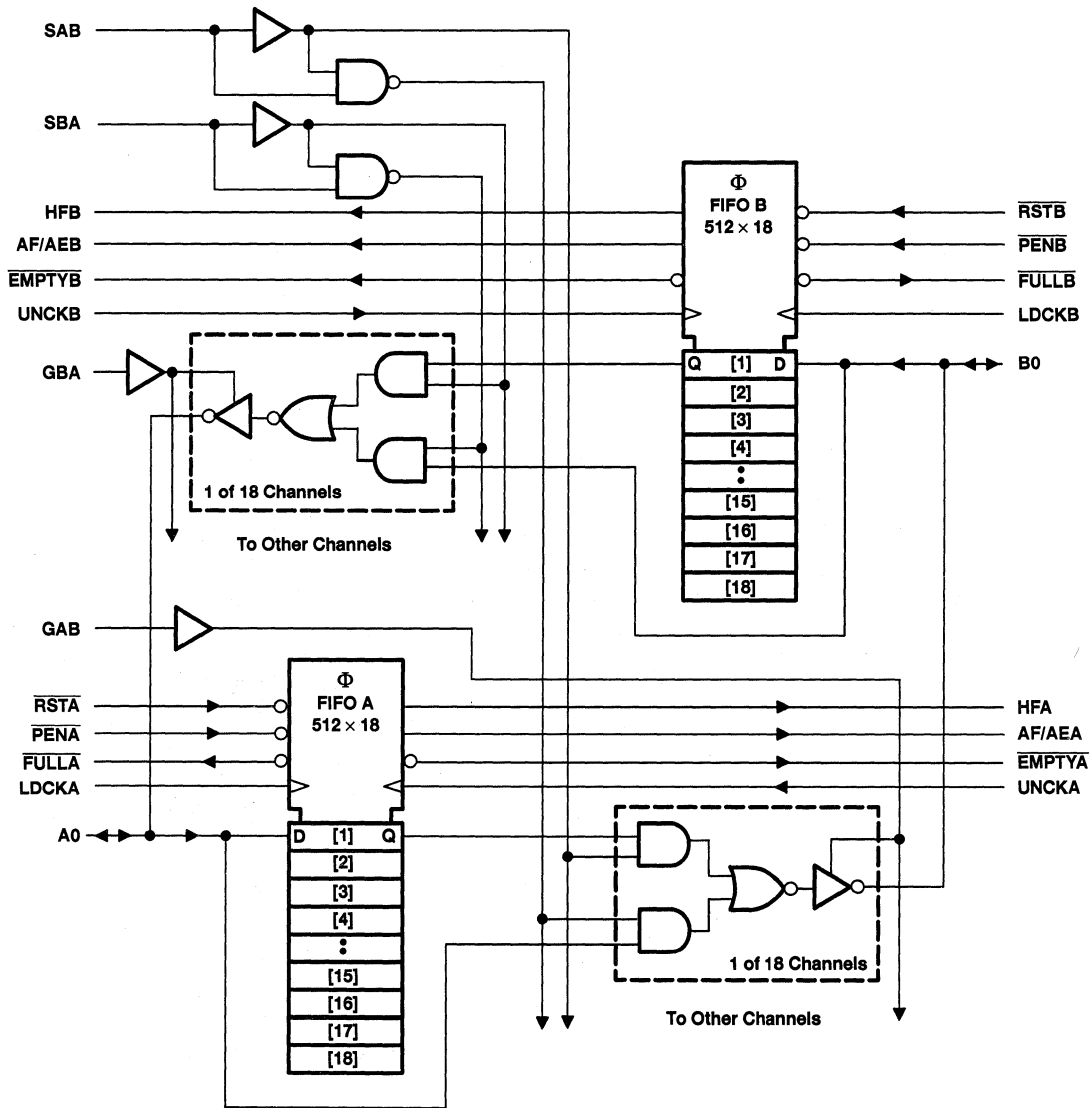 SAB
SBA
HFB
AF/AEB
EMPTYB
UNCKB
GBA
Φ
FIFO B
512 × 18
RSTB
PENB
FULLB
LDCKB
B0
Q [1] D
[2]
[3]
[4]
[15]
[16]
[17]
[18]
1 of 18 Channels
To Other Channels
GAB
RSTA
PENA
FULLA
LDCKA
A0
Φ
FIFO A
512 × 18
HFA
AF/AEA
EMPTYA
UNCKA
D [1] Q
[2]
[3]
[4]
[15]
[16]
[17]
[18]
1 of 18 Channels
To Other Channels